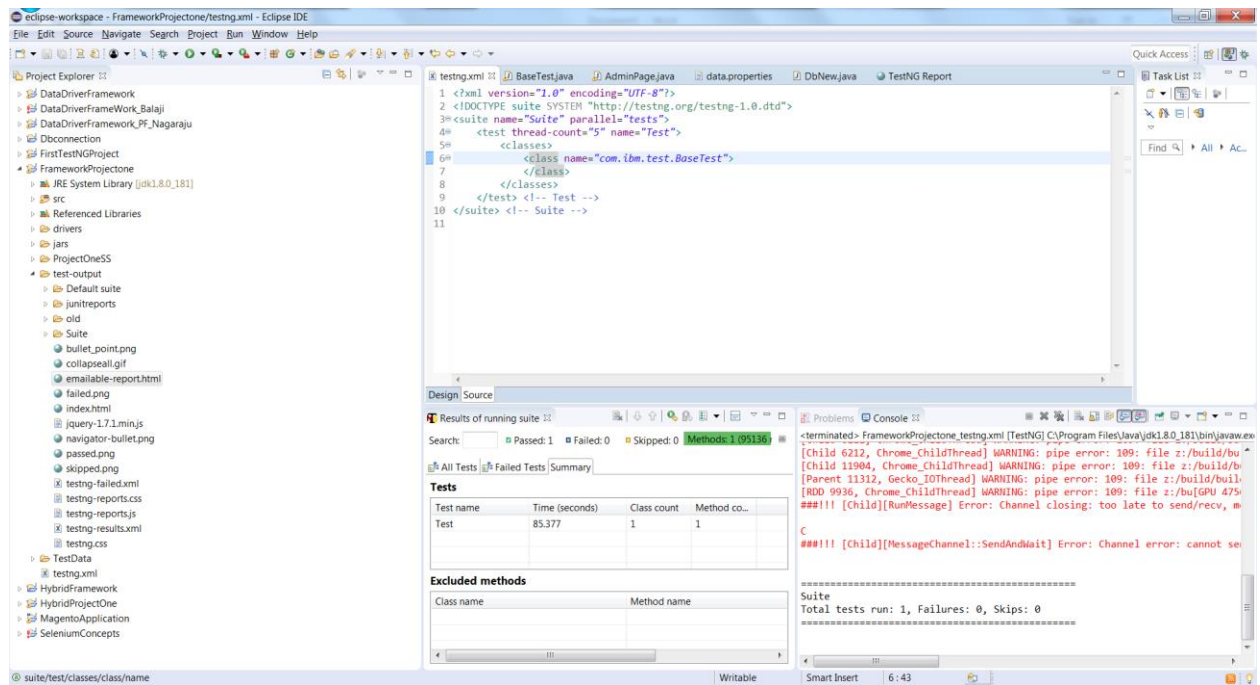 eclipse-workspace - FrameworkProjectone/testng.xml - Eclipse IDE
File Edit Source Navigate Search Project Run Window Help
Quick Access
Project Explorer
DataDriverFramework
DataDriverFrameWork_Balaji
DataDriverFramework_PF_Nagaraju
Dbconnection
FirstTestNGProject
FrameworkProjectone
JRE System Library [jdk1.8.0_181]
src
Referenced Libraries
drivers
jars
ProjectOneSS
test-output
Default suite
junitreports
old
Suite
bullet_point.png
collapseall.gif
emailable-report.html
failed.png
index.html
jquery-1.7.1.min.js
navigator-bullet.png
passed.png
skipped.png
testng-failed.xml
testng-reports.css
testng-reports.js
testng-results.xml
testng.css
TestData
testng.xml
HybridFramework
HybridProjectOne
MagentoApplication
SeleniumConcepts
testng.xml BaseTest.java AdminPage.java data.properties DbNew.java TestNG Report
1 <?xml version="1.0" encoding="UTF-8"?>
2 <!DOCTYPE suite SYSTEM "http://testng.org/testng-1.0.dtd">
3 <suite name="Suite" parallel="tests">
4 <test thread-count="5" name="Test">
5 <classes>
6 <class name="com.ibm.test.BaseTest">
7 </class>
8 </classes>
9 </test> <!-- Test -->
10 </suite> <!-- Suite -->
11
Design Source
Task List
Find All Ac...
Results of running suite
Search: Passed: 1 Failed: 0 Skipped: 0 Methods: 1 (95136
All Tests Failed Tests Summary
Tests
Test name Time (seconds) Class count Method co...
Test 85.377 1 1
Excluded methods
Class name Method name
Problems Console
<terminated> FrameworkProjectone_testng.xml [TestNG] C:\Program Files\Java\jdk1.8.0_181\bin\javaw.ex
[Child 6212, Chrome_ChildThread] WARNING: pipe error: 109: file z:/build/bu
[Child 11904, Chrome_ChildThread] WARNING: pipe error: 109: file z:/build/b
[Parent 11312, Gecko_IOThread] WARNING: pipe error: 109: file z:/build/buil
[RDD 9936, Chrome_ChildThread] WARNING: pipe error: 109: file z:/bu[GPU 475
###!!! [Child][RunMessage] Error: Channel closing: too late to send/recv, m
C
###!!! [Child][MessageChannel::SendAndWait] Error: Channel error: cannot se
===============================================
Suite
Total tests run: 1, Failures: 0, Skips: 0
===============================================
suite/test/classes/class/name Writable Smart Insert 6 : 43